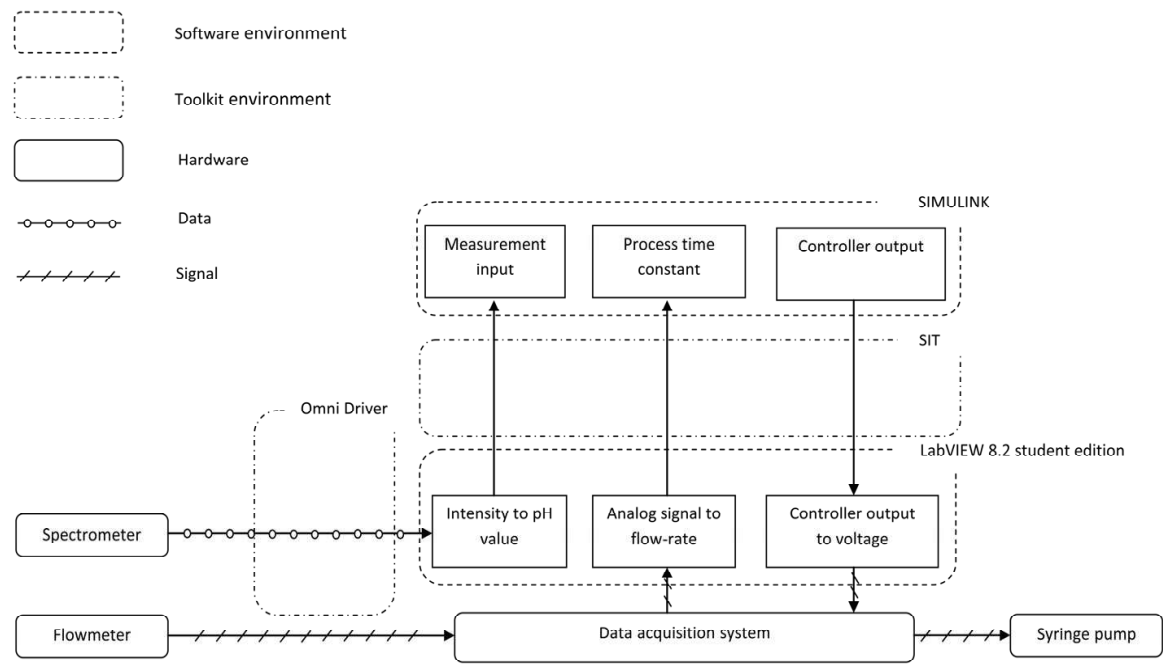 Software environment
Toolkit environment
Hardware
Data
Signal
SIMULINK
Measurement
input
Process time
constant
Controller output
SIT
Omni Driver
LabVIEW 8.2 student edition
Spectrometer
Intensity to pH
value
Analog signal to
flow-rate
Controller output
to voltage
Flowmeter
Data acquisition system
Syringe pump